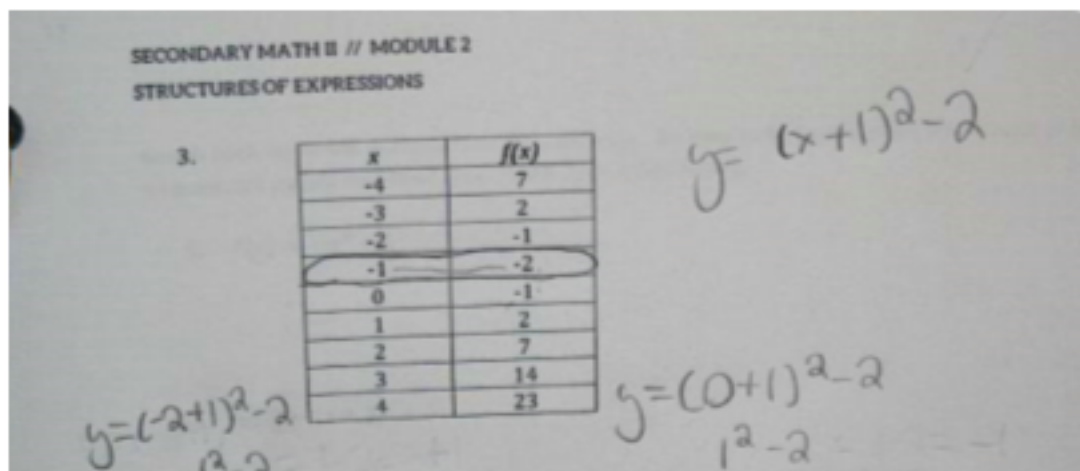 SECONDARY MATH II // MODULE 2
STRUCTURES OF EXPRESSIONS
y= (x+1)²-2
3.
x f(x)
-4 7
-3 2
-2 -1
-1 -2
0 -1
1 2
2 7
3 14
4 23
y=(-2+1)²-2
y=(0+1)²-2
1²-2